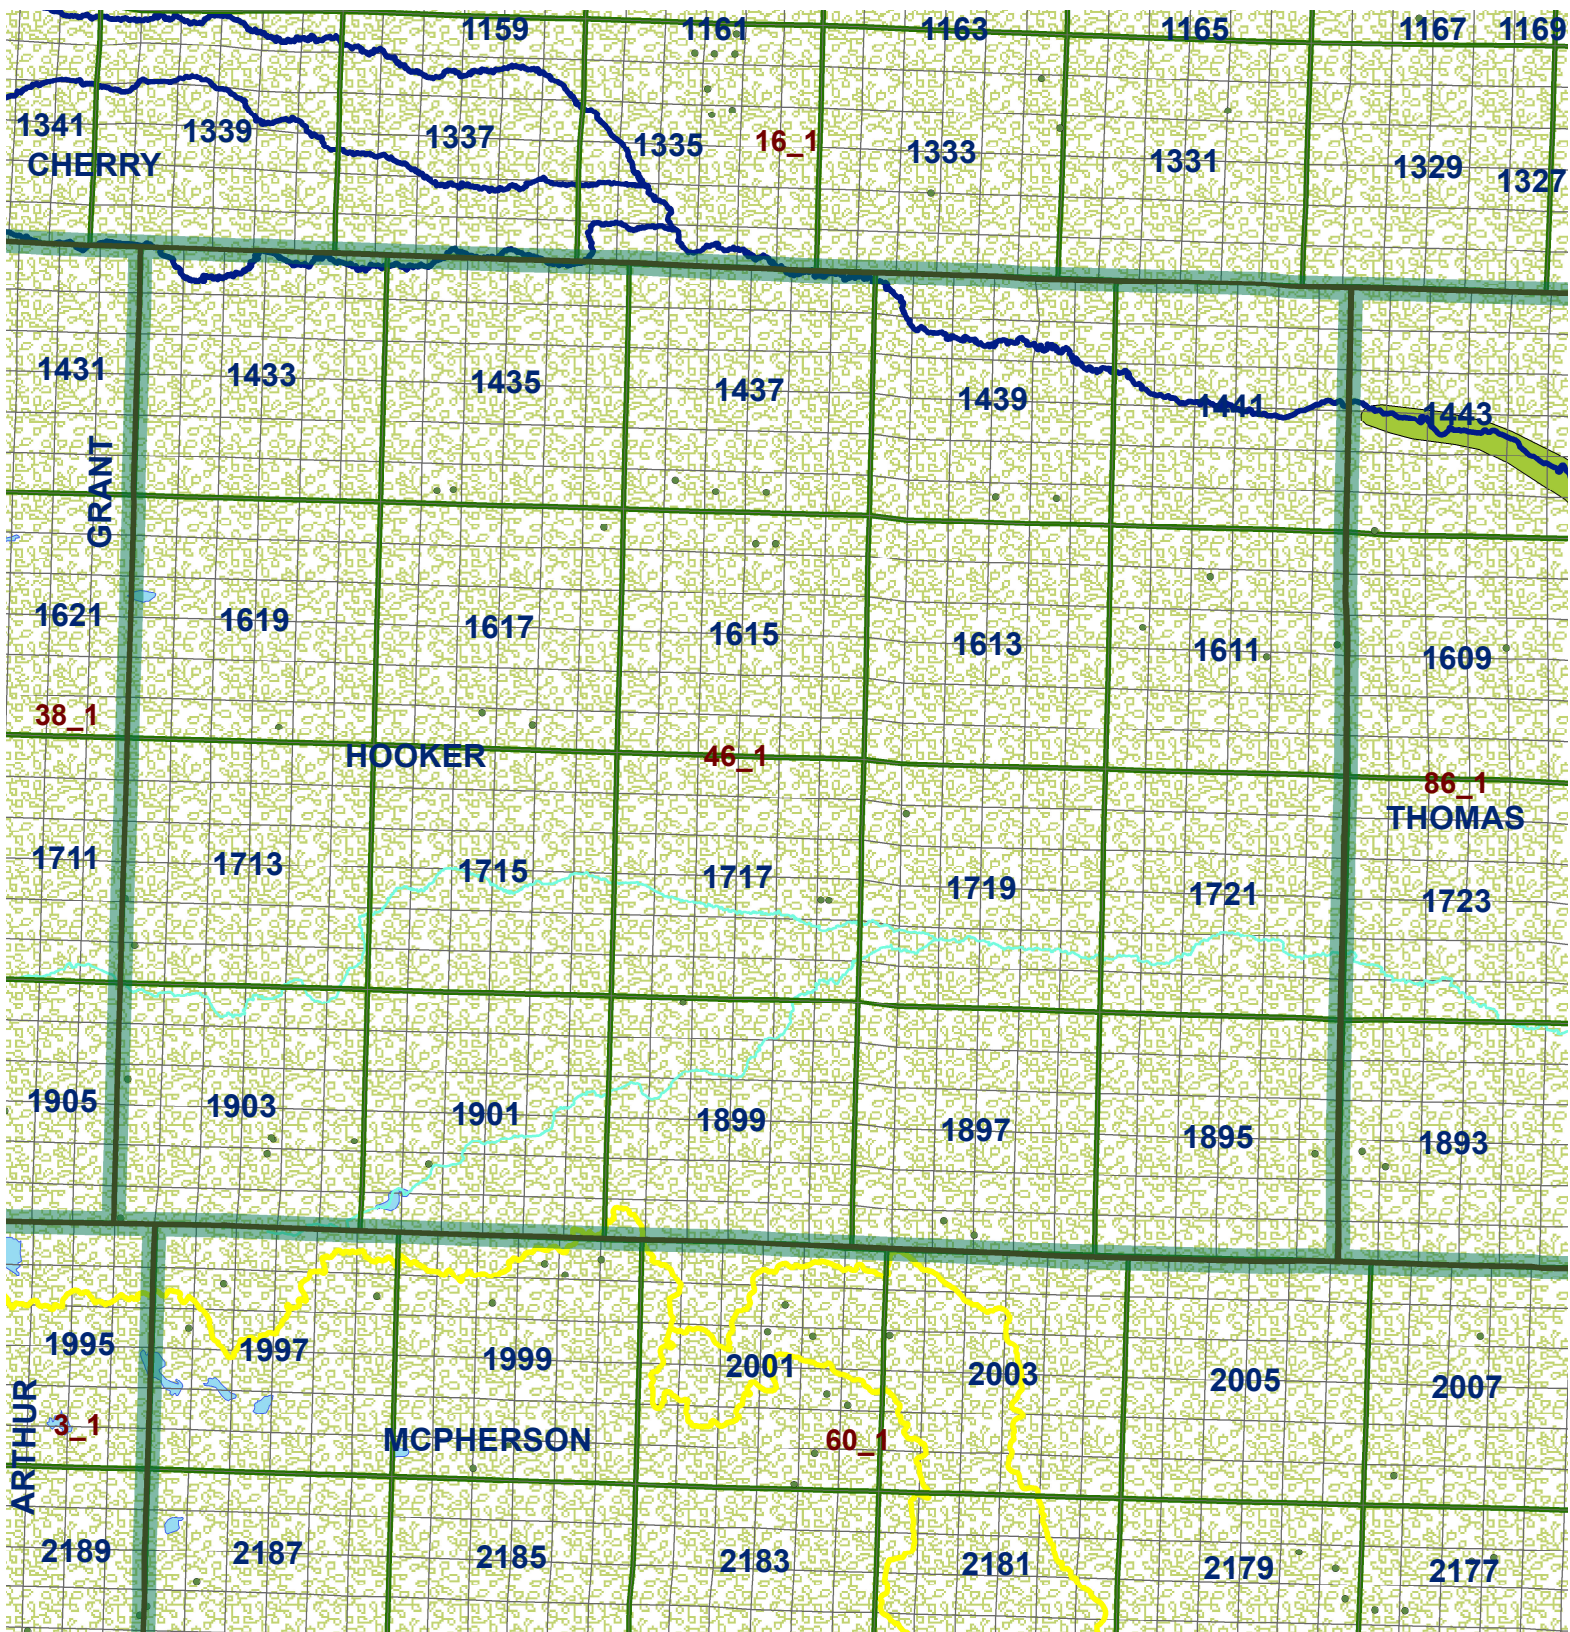 1159 1161 1163 1165 1167 1169
1341 1339 1337 1335 16_1 1333 1331 1329 1327
CHERRY
1431 1433 1435 1437 1439 1441 1443
GRANT
1621 1619 1617 1615 1613 1611 1609
38_1
HOOKER 46_1 86_1
THOMAS
1711 1713 1715 1717 1719 1721 1723
1905 1903 1901 1899 1897 1895 1893
1995 1997 1999 2001 2003 2005 2007
ARTHUR
3_1 MCPHERSON 60_1
2189 2187 2185 2183 2181 2179 2177